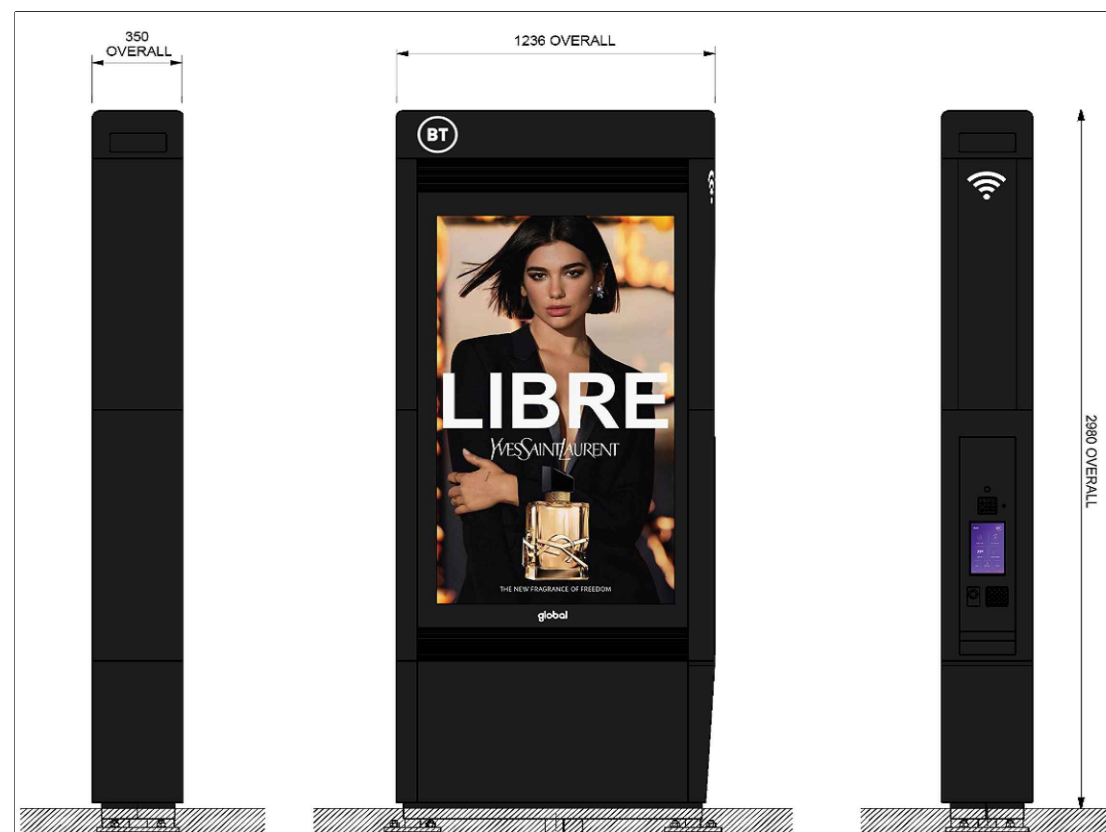 350
OVERALL
1236 OVERALL
BT
LIBRE
YVESSAINTLAURENT
THE NEW FRAGRANCE OF FREEDOM
global
2980 OVERALL